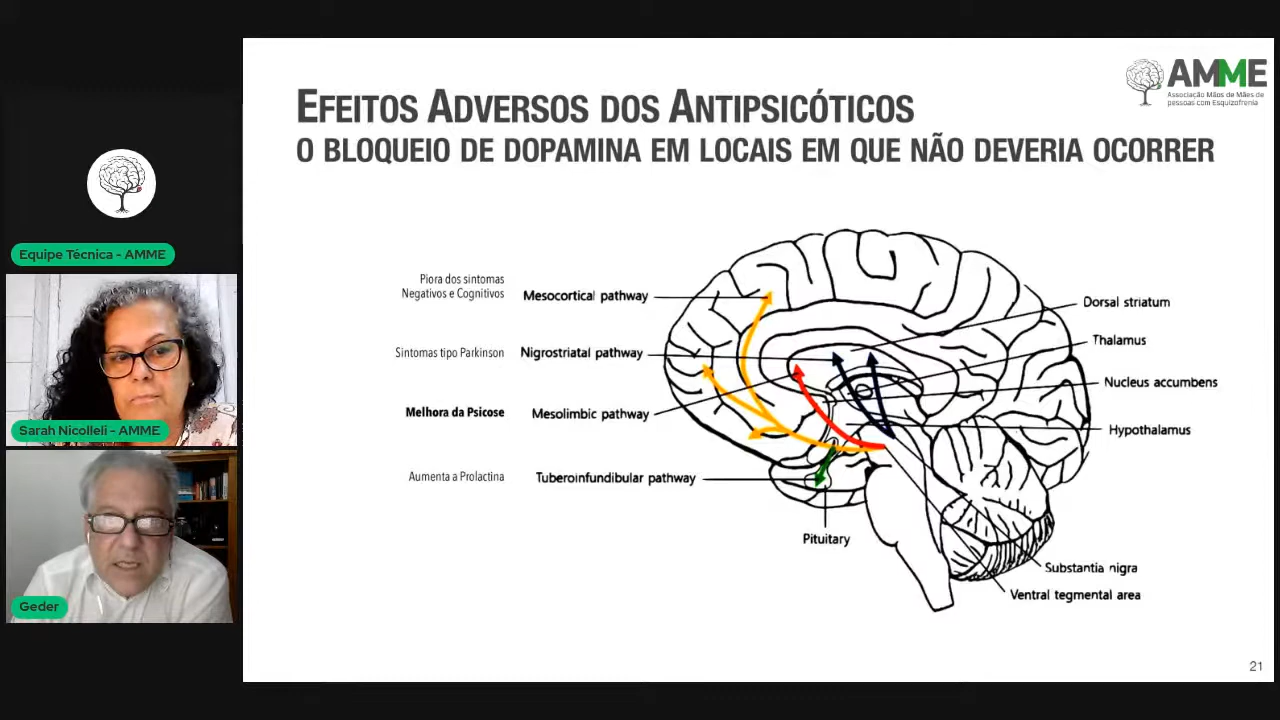 AMME
Associação Mãos de Mães de
pessoas com Esquizofrenia
EFEITOS ADVERSOS DOS ANTIPSICÓTICOS
O BLOQUEIO DE DOPAMINA EM LOCAIS EM QUE NÃO DEVERIA OCORRER
Equipe Técnica - AMME
Sarah Nicolleli - AMME
Geder
Piora dos sintomas
Negativos e Cognitivos
Mesocortical pathway
Sintomas tipo Parkinson
Nigrostriatal pathway
Melhora da Psicose
Mesolimbic pathway
Aumenta a Prolactina
Tuberoinfundibular pathway
Pituitary
Dorsal striatum
Thalamus
Nucleus accumbens
Hypothalamus
Substantia nigra
Ventral tegmental area
21